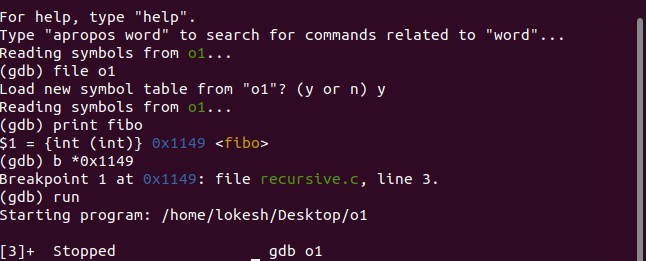 For help, type "help".
Type "apropos word" to search for commands related to "word"...
Reading symbols from o1...
(gdb) file o1
Load new symbol table from "o1"? (y or n) y
Reading symbols from o1...
(gdb) print fibo
$1 = {int (int)} 0x1149 <fibo>
(gdb) b *0x1149
Breakpoint 1 at 0x1149: file recursive.c, line 3.
(gdb) run
Starting program: /home/lokesh/Desktop/o1
[3]+  Stopped                 gdb o1